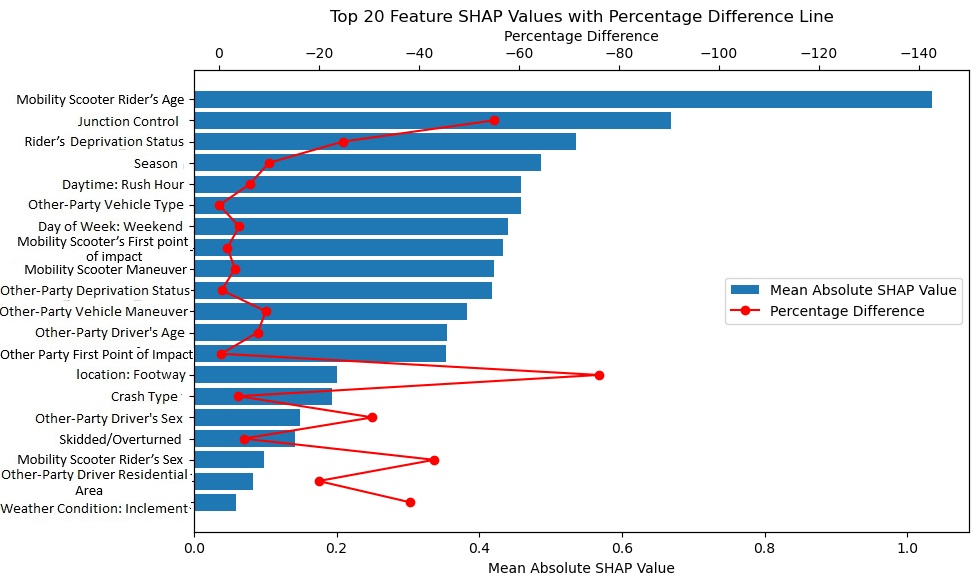 Top 20 Feature SHAP Values with Percentage Difference Line
Percentage Difference
0 −20 −40 −60 −80 −100 −120 −140
Mobility Scooter Rider’s Age
Junction Control
Rider’s Deprivation Status
Season
Daytime: Rush Hour
Other-Party Vehicle Type
Day of Week: Weekend
Mobility Scooter’s First point
of impact
Mobility Scooter Maneuver
Other-Party Deprivation Status
Other-Party Vehicle Maneuver
Other-Party Driver's Age
Other Party First Point of Impact
location: Footway
Crash Type
Other-Party Driver's Sex
Skidded/Overturned
Mobility Scooter Rider’s Sex
Other-Party Driver Residential
Area
Weather Condition: Inclement
Mean Absolute SHAP Value
Percentage Difference
0.0 0.2 0.4 0.6 0.8 1.0
Mean Absolute SHAP Value